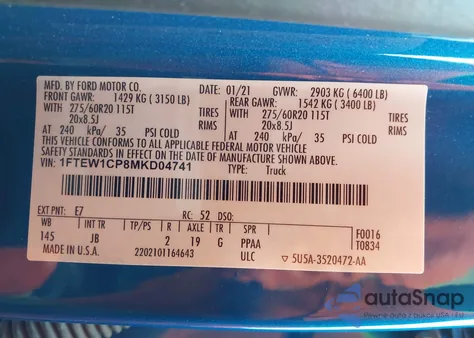 MFD. BY FORD MOTOR CO.
01/21 GVWR: 2903 KG ( 6400 LB)
FRONT GAWR: 1429 KG ( 3150 LB)
REAR GAWR: 1542 KG ( 3400 LB)
WITH 275/60R20 115T TIRES
20x8.5J RIMS
AT 240 kPa/ 35 PSI COLD
WITH 275/60R20 115T TIRES
20x8.5J RIMS
AT 240 kPa/ 35 PSI COLD
THIS VEHICLE CONFORMS TO ALL APPLICABLE FEDERAL MOTOR VEHICLE
SAFETY STANDARDS IN EFFECT ON THE DATE OF MANUFACTURE SHOWN ABOVE.
VIN: 1FTEW1CP8MKD04741
TYPE: Truck
EXT PNT: E7 RC: 52 DSO:
WB INT TR TP/PS R AXLE TR SPR
145 JB 2 19 G PPAA
F0016
T0834
MADE IN U.S.A. 2202101164643 ULC
5U5A-3520472-AA
autoSnap